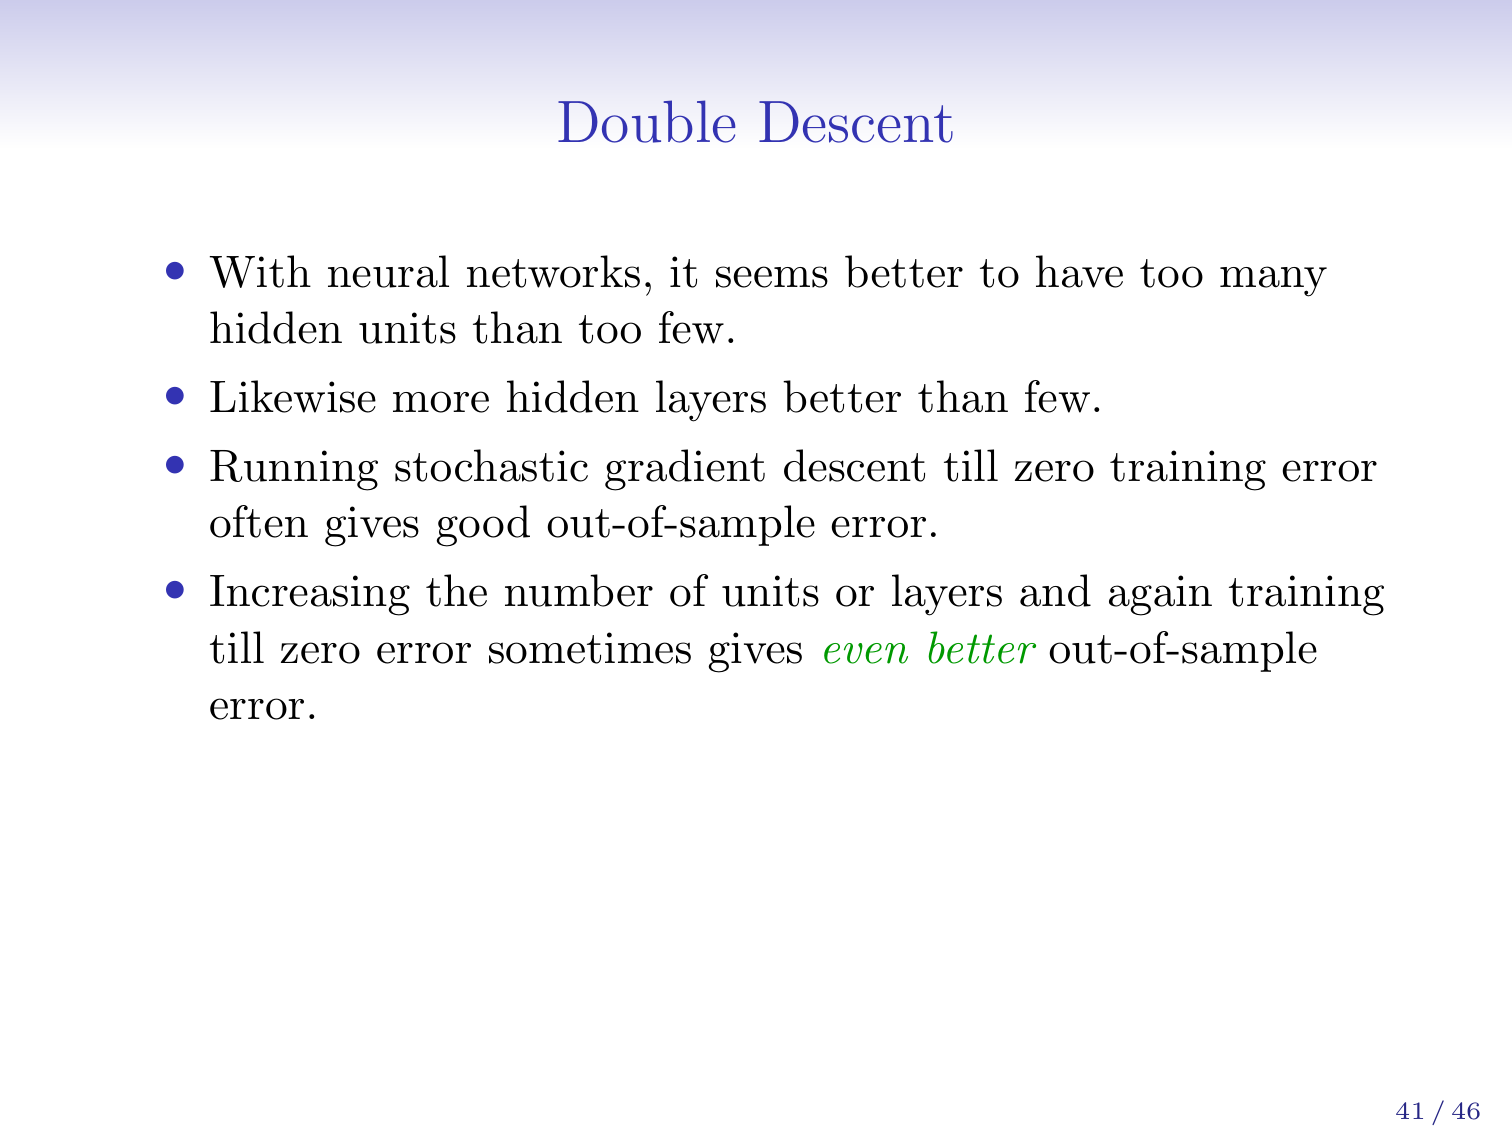 Double Descent
• With neural networks, it seems better to have too many
hidden units than too few.
• Likewise more hidden layers better than few.
• Running stochastic gradient descent till zero training error
often gives good out-of-sample error.
• Increasing the number of units or layers and again training
till zero error sometimes gives even better out-of-sample
error.
41 / 46